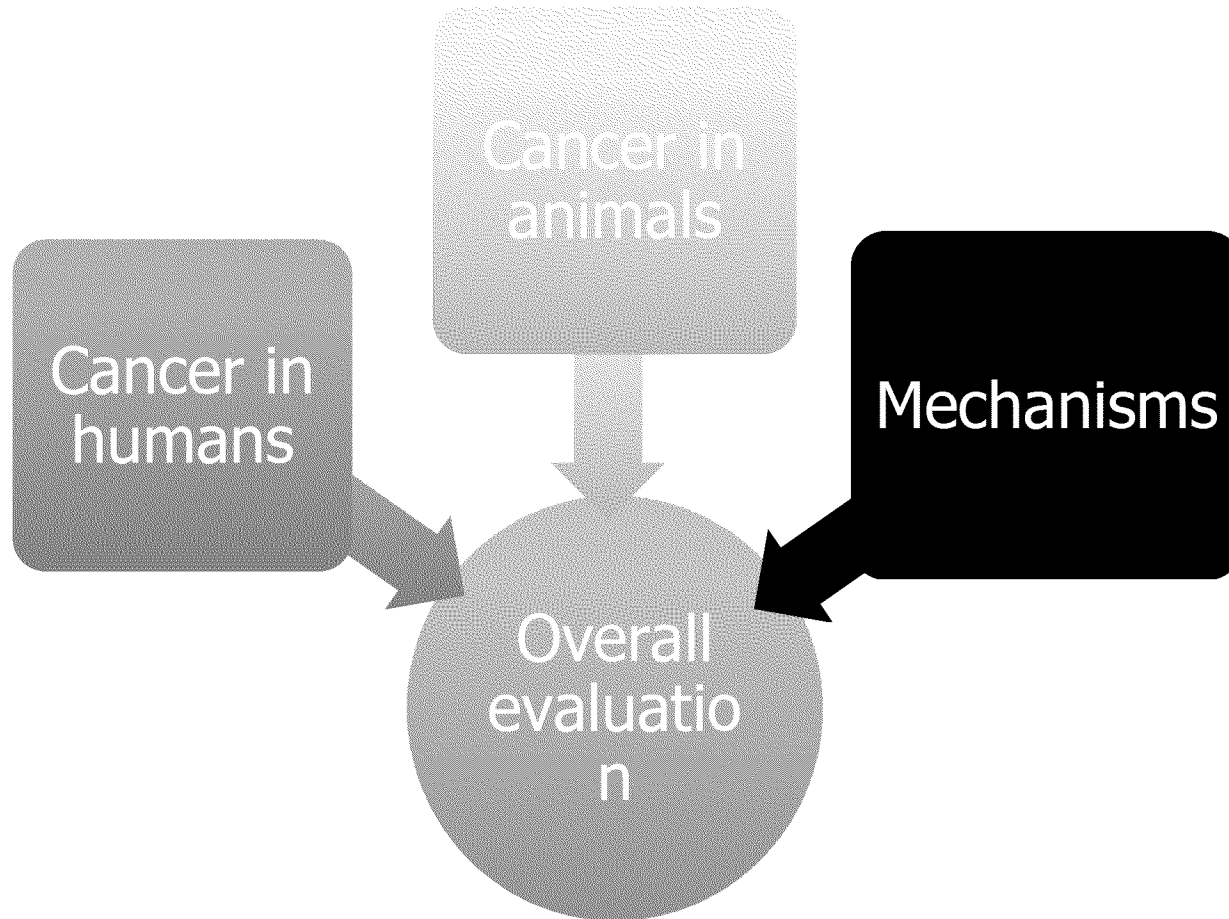 Cancer in
animals
Cancer in
humans
Mechanisms
Overall
evaluatio
n